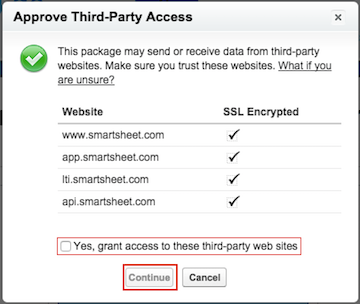 Approve Third-Party Access
This package may send or receive data from third-party
websites. Make sure you trust these websites. What if you
are unsure?
Website SSL Encrypted
www.smartsheet.com
app.smartsheet.com
lti.smartsheet.com
api.smartsheet.com
Yes, grant access to these third-party web sites
Continue Cancel